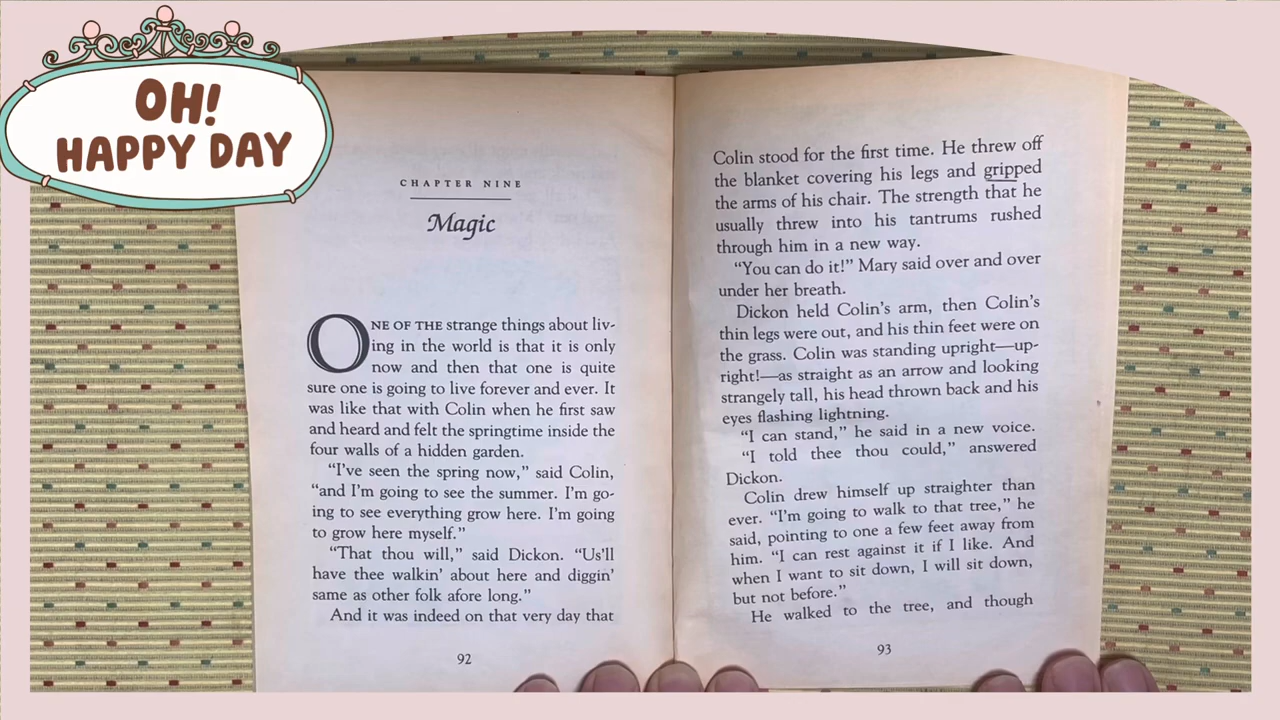 OH!
HAPPY DAY
CHAPTER NINE
Magic
ONE OF THE strange things about liv-
ing in the world is that it is only
now and then that one is quite
sure one is going to live forever and ever. It
was like that with Colin when he first saw
and heard and felt the springtime inside the
four walls of a hidden garden.
“I’ve seen the spring now,” said Colin,
“and I’m going to see the summer. I’m go-
ing to see everything grow here. I’m going
to grow here myself.”
“That thou will,” said Dickon. “Us’ll
have thee walkin’ about here and diggin’
same as other folk afore long.”
And it was indeed on that very day that
92
Colin stood for the first time. He threw off
the blanket covering his legs and gripped
the arms of his chair. The strength that he
usually threw into his tantrums rushed
through him in a new way.
“You can do it!” Mary said over and over
under her breath.
Dickon held Colin’s arm, then Colin’s
thin legs were out, and his thin feet were on
the grass. Colin was standing upright—up-
right!—as straight as an arrow and looking
strangely tall, his head thrown back and his
eyes flashing lightning.
“I can stand,” he said in a new voice.
“I told thee thou could,” answered
Dickon.
Colin drew himself up straighter than
ever. “I’m going to walk to that tree,” he
said, pointing to one a few feet away from
him. “I can rest against it if I like. And
when I want to sit down, I will sit down,
but not before.”
He walked to the tree, and though
93